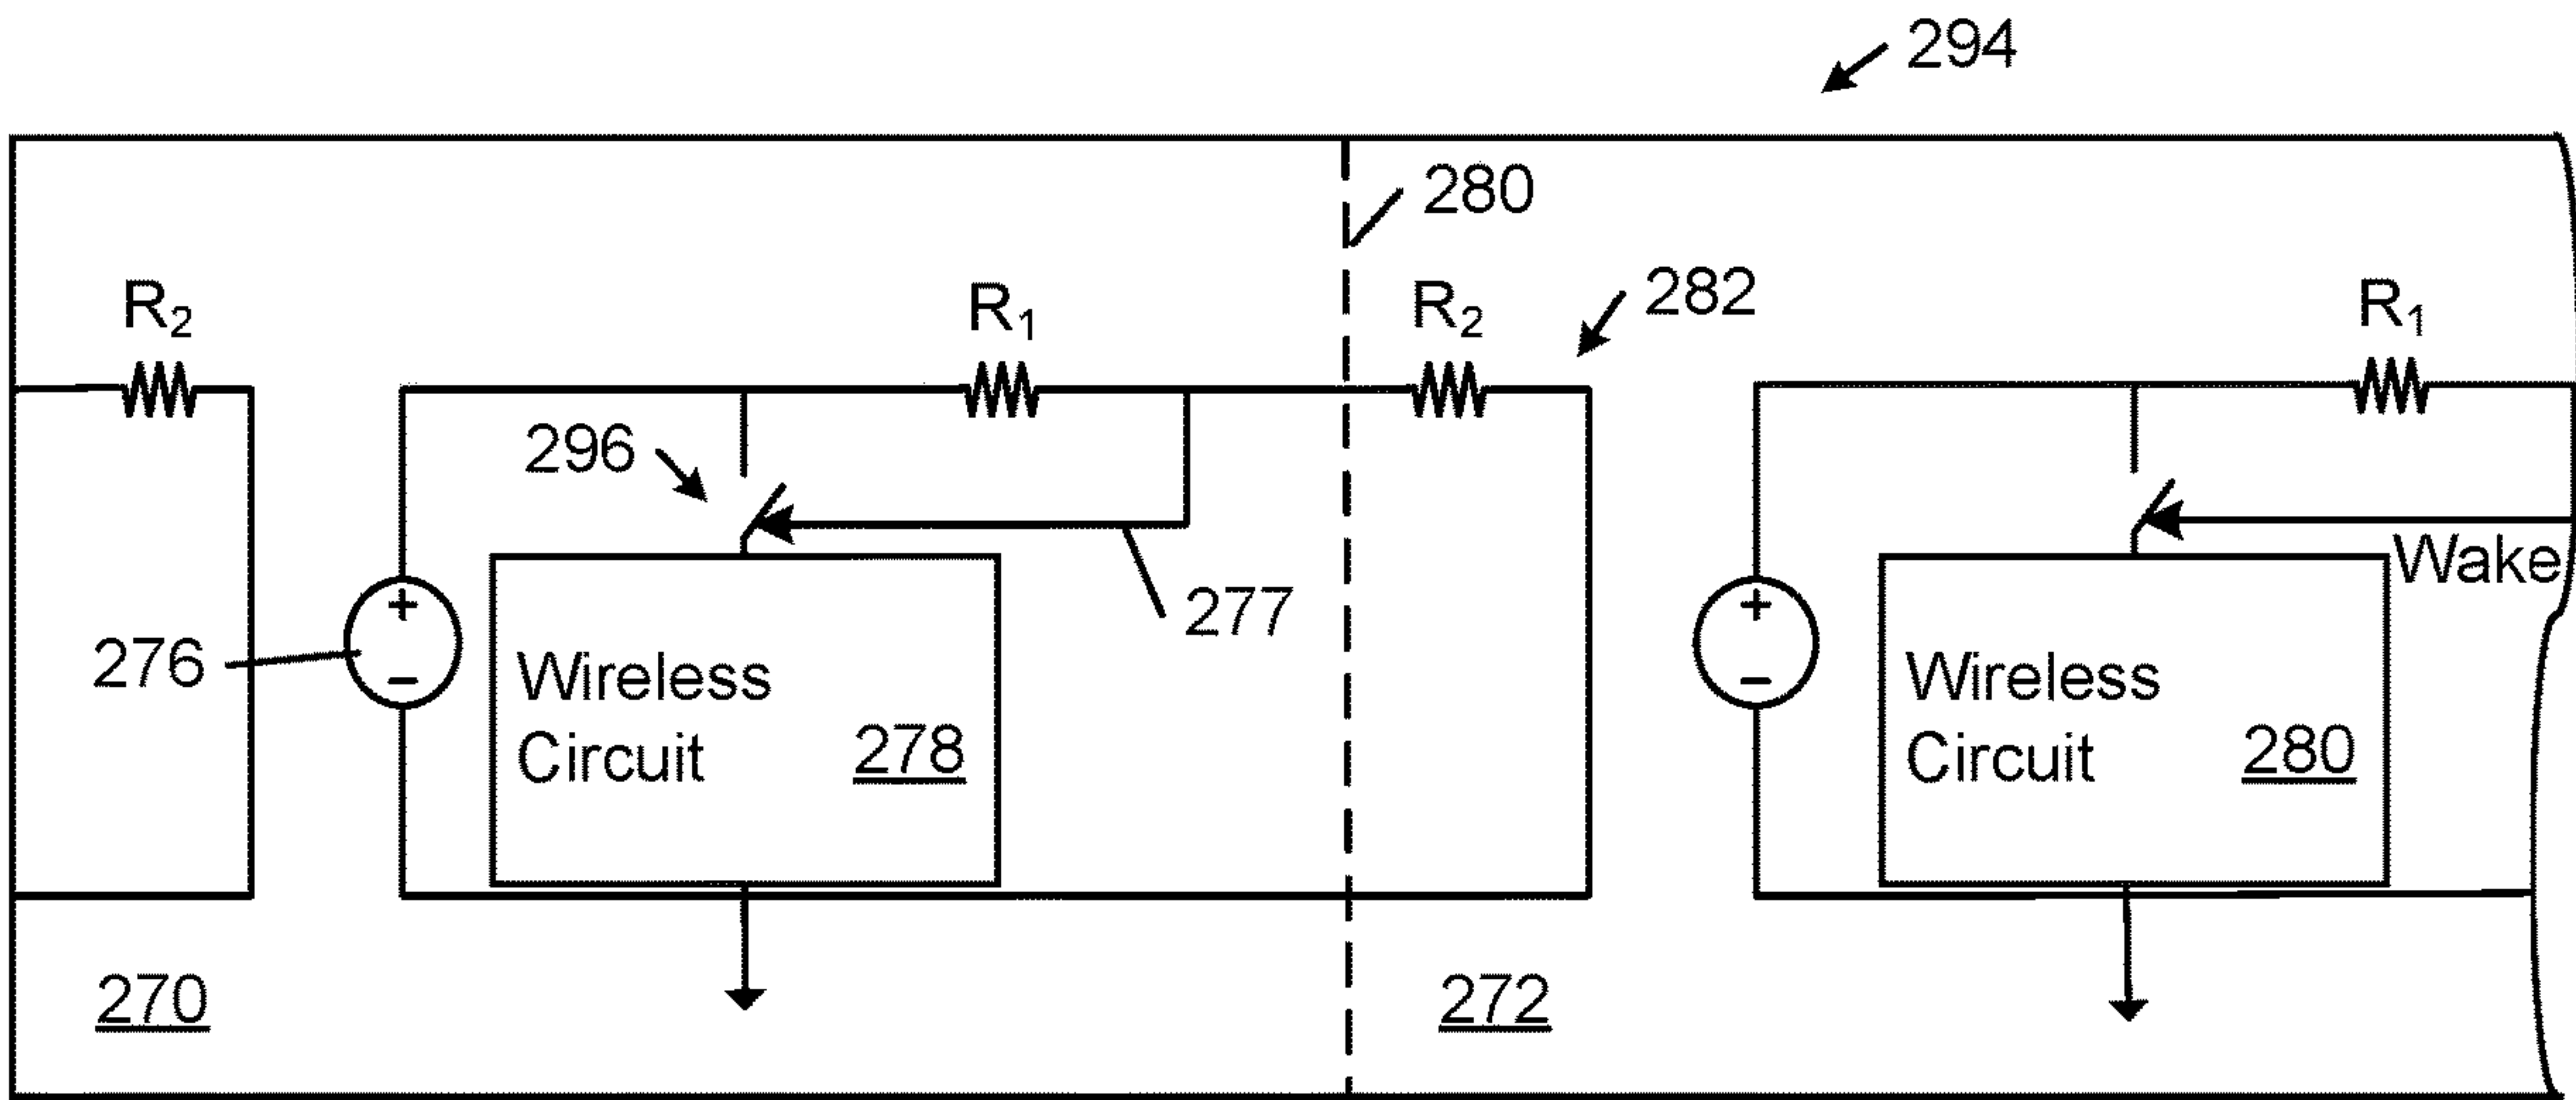 294
280
R₂
R₁
R₂
282
R₁
296
277
Wake
276
+
−
Wireless
Circuit
278
+
−
Wireless
Circuit
280
270
272